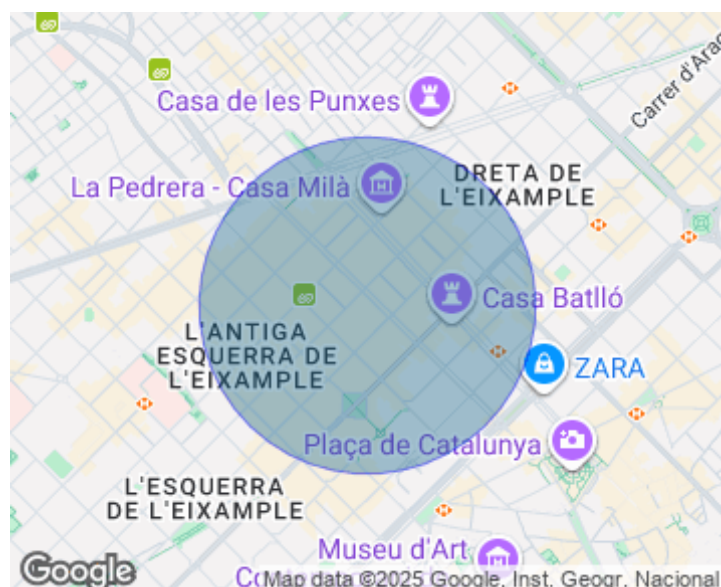 Casa de les Punxes
Carrer d'Arag
La Pedrera - Casa Milà
DRETA DE
L'EIXAMPLE
Casa Batlló
L'ANTIGA
ESQUERRA DE
L'EIXAMPLE
ZARA
Plaça de Catalunya
L'ESQUERRA
DE L'EIXAMPLE
Museu d'Art
Google
Map data ©2025 Google, Inst. Geogr. Nacional